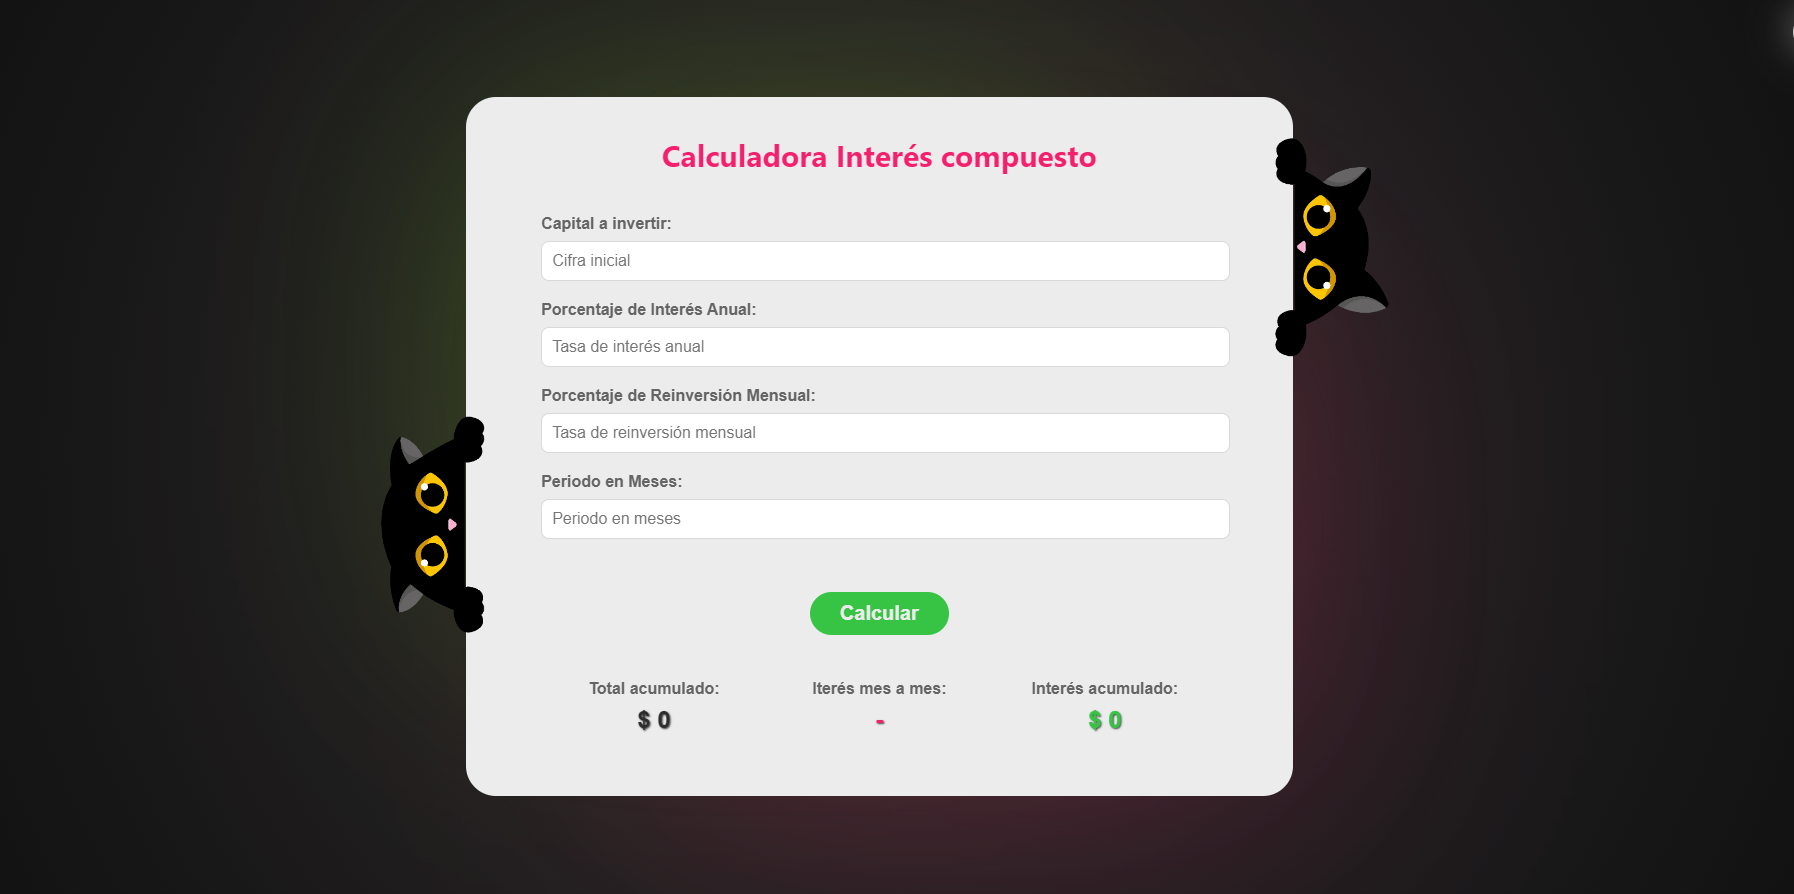 Calculadora Interés compuesto
Capital a invertir:
Cifra inicial
Porcentaje de Interés Anual:
Tasa de interés anual
Porcentaje de Reinversión Mensual:
Tasa de reinversión mensual
Periodo en Meses:
Periodo en meses
Calcular
Total acumulado: Iterés mes a mes: Interés acumulado:
$ 0 - $ 0